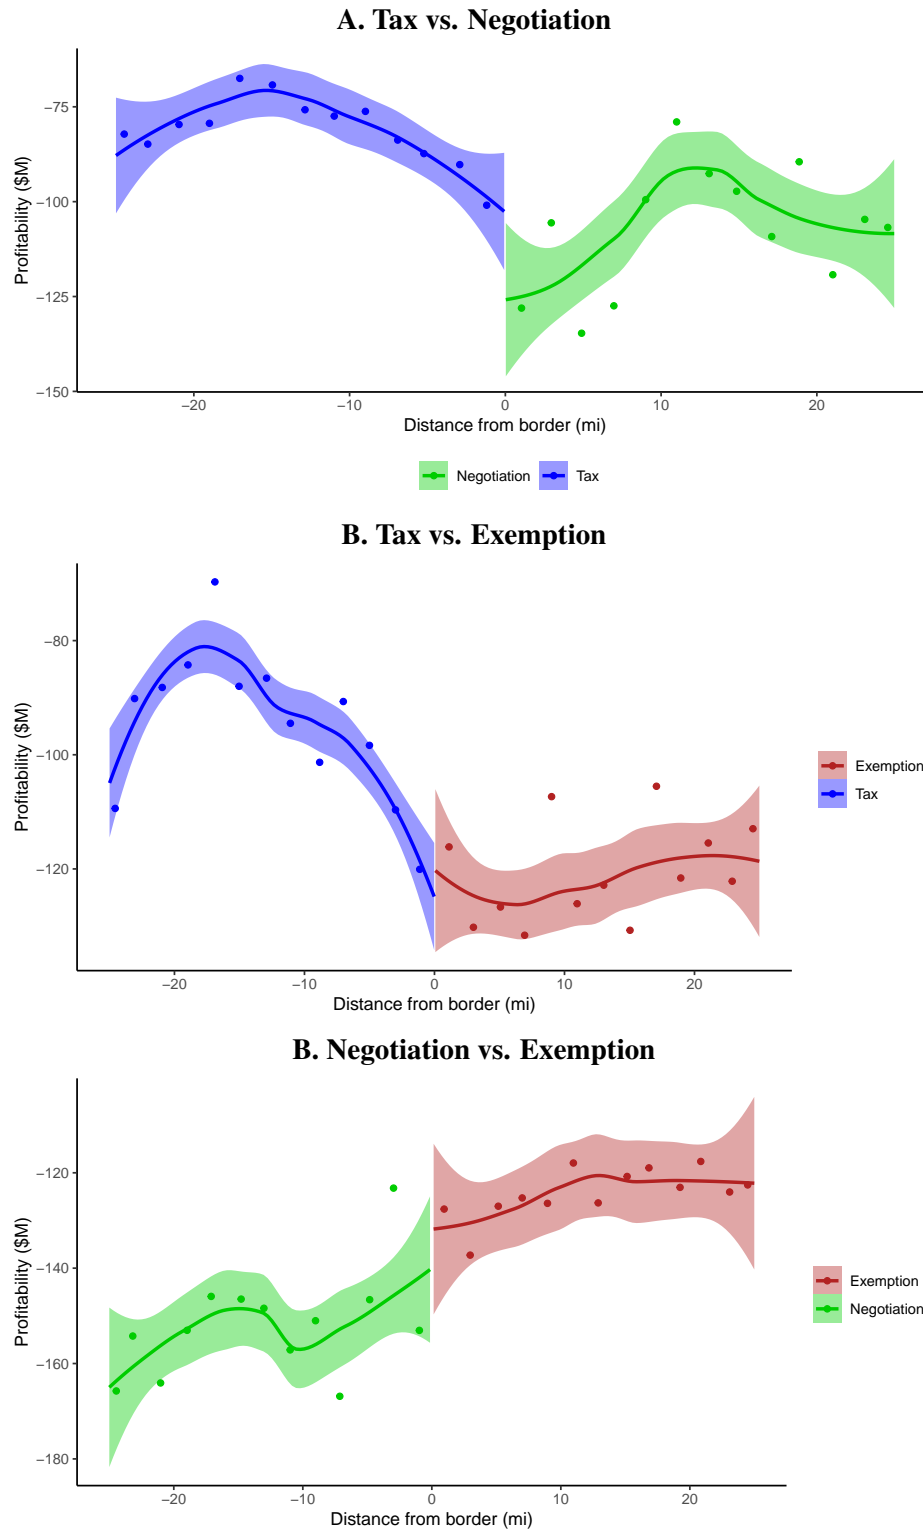 A. Tax vs. Negotiation
Profitability ($M)
−75
−100
−125
−150
−20
−10
0
10
20
Distance from border (mi)
Negotiation
Tax
B. Tax vs. Exemption
Profitability ($M)
−80
−100
−120
−20
−10
0
10
20
Distance from border (mi)
Exemption
Tax
B. Negotiation vs. Exemption
Profitability ($M)
−120
−140
−160
−180
−20
−10
0
10
20
Distance from border (mi)
Exemption
Negotiation